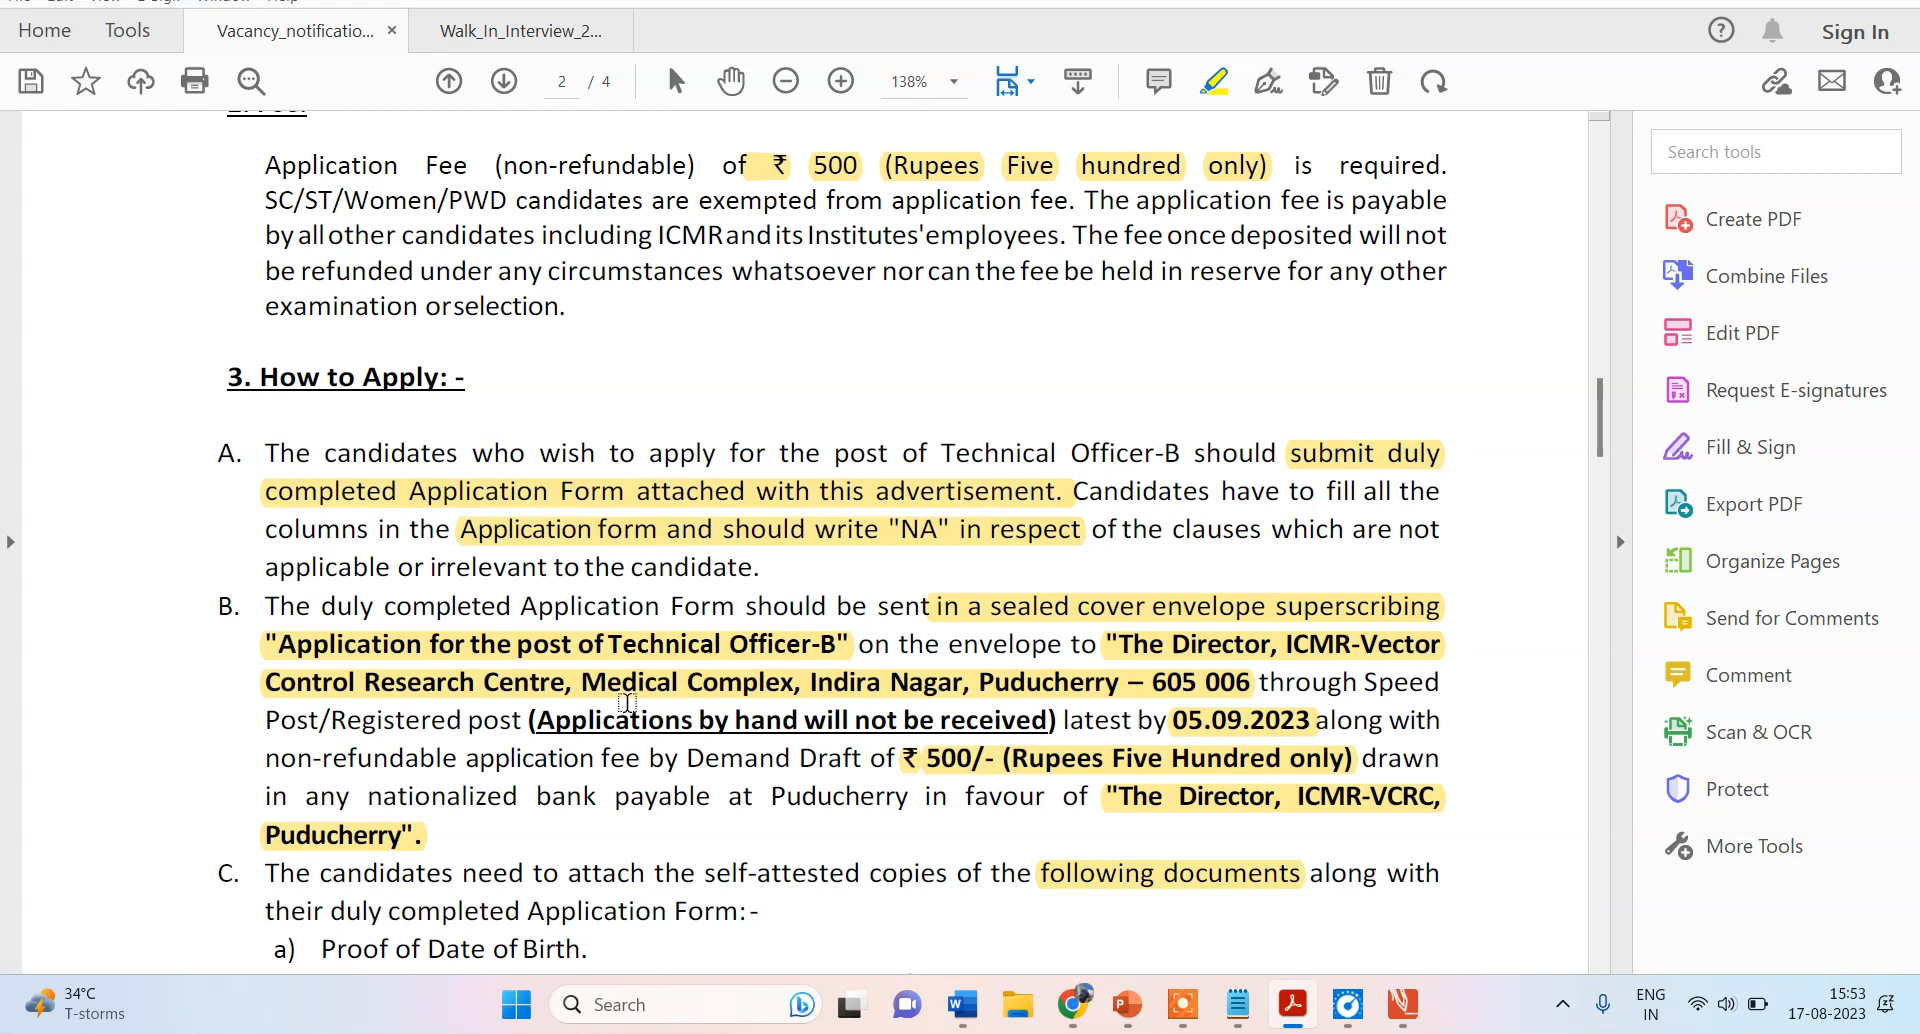 Home
Tools
Vacancy_notificatio...
×
Walk_In_Interview_2...
Sign In
2 / 4
138%
Application Fee (non-refundable) of ₹ 500 (Rupees Five hundred only) is required.
SC/ST/Women/PWD candidates are exempted from application fee. The application fee is payable
by all other candidates including ICMR and its Institutes' employees. The fee once deposited will not
be refunded under any circumstances whatsoever nor can the fee be held in reserve for any other
examination orselection.
3. How to Apply: -
A. The candidates who wish to apply for the post of Technical Officer-B should submit duly
completed Application Form attached with this advertisement. Candidates have to fill all the
columns in the Application form and should write "NA" in respect of the clauses which are not
applicable or irrelevant to the candidate.
B. The duly completed Application Form should be sent in a sealed cover envelope superscribing
"Application for the post of Technical Officer-B" on the envelope to "The Director, ICMR-Vector
Control Research Centre, Medical Complex, Indira Nagar, Puducherry – 605 006 through Speed
Post/Registered post (Applications by hand will not be received) latest by 05.09.2023 along with
non-refundable application fee by Demand Draft of ₹ 500/- (Rupees Five Hundred only) drawn
in any nationalized bank payable at Puducherry in favour of "The Director, ICMR-VCRC,
Puducherry".
C. The candidates need to attach the self-attested copies of the following documents along with
their duly completed Application Form: -
a) Proof of Date of Birth.
Search tools
Create PDF
Combine Files
Edit PDF
Request E-signatures
Fill & Sign
Export PDF
Organize Pages
Send for Comments
Comment
Scan & OCR
Protect
More Tools
34°C
T-storms
Search
ENG
IN
15:53
17-08-2023